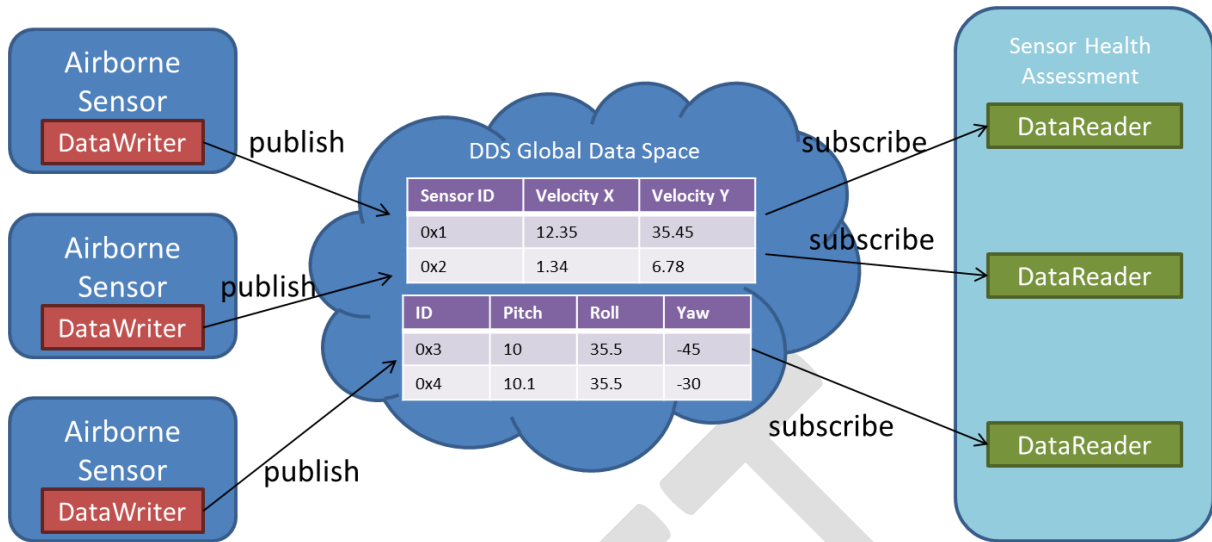 Airborne
Sensor
DataWriter
publish
Airborne
Sensor
DataWriter
publish
Airborne
Sensor
DataWriter
publish
DDS Global Data Space
Sensor ID Velocity X Velocity Y
0x1 12.35 35.45
0x2 1.34 6.78
ID Pitch Roll Yaw
0x3 10 35.5 -45
0x4 10.1 35.5 -30
subscribe
subscribe
subscribe
Sensor Health
Assessment
DataReader
DataReader
DataReader